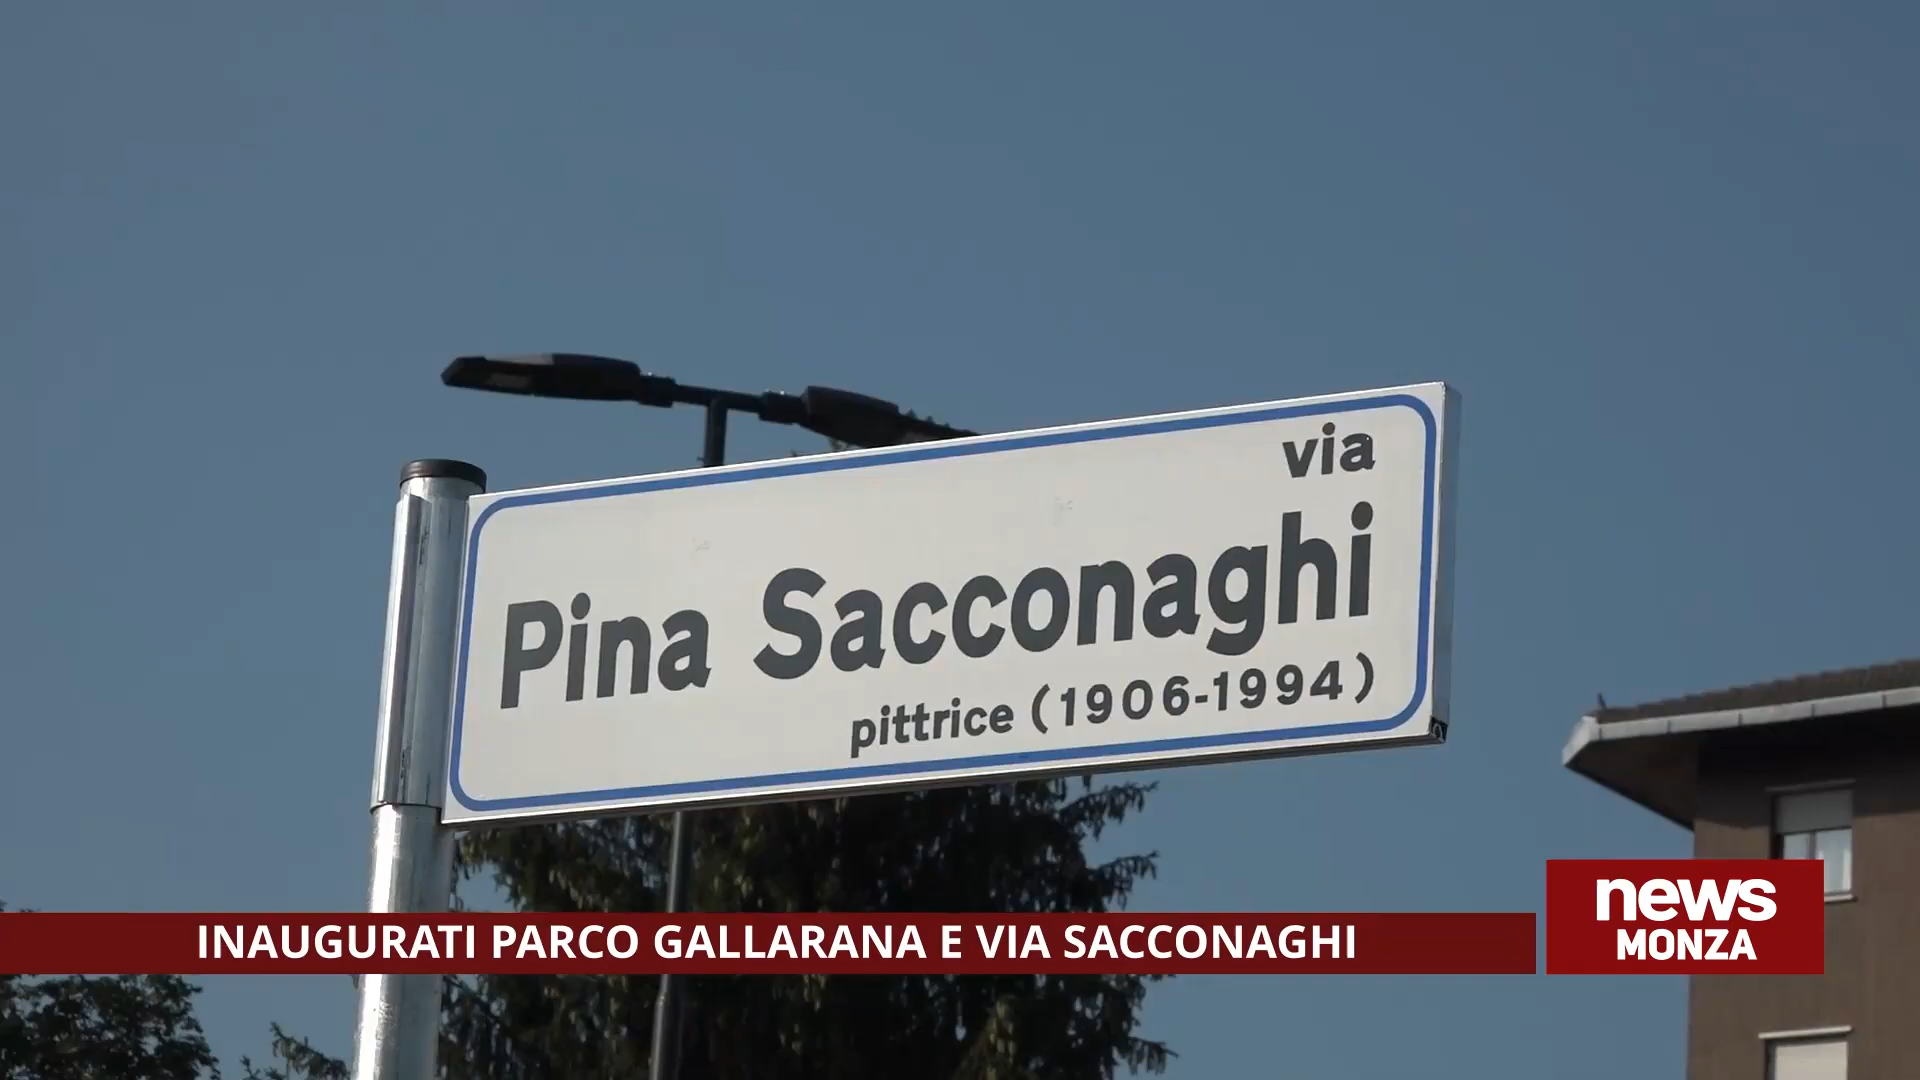 via
Pina Sacconaghi
pittrice (1906-1994)
INAUGURATI PARCO GALLARANA E VIA SACCONAGHI
news
MONZA